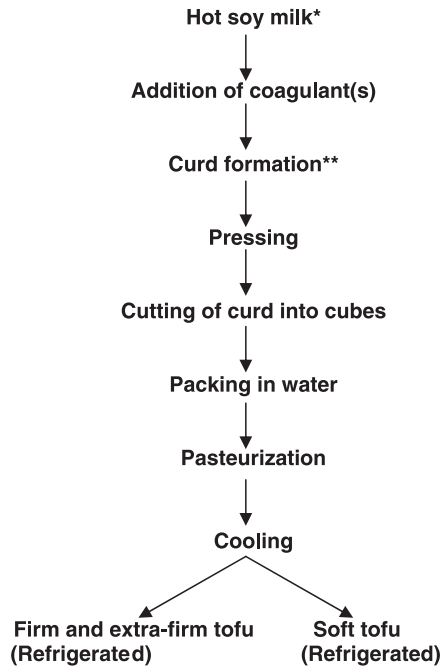 Hot soy milk*
Addition of coagulant(s)
Curd formation**
Pressing
Cutting of curd into cubes
Packing in water
Pasteurization
Cooling
Firm and extra-firm tofu
(Refrigerated)
Soft tofu
(Refrigerated)